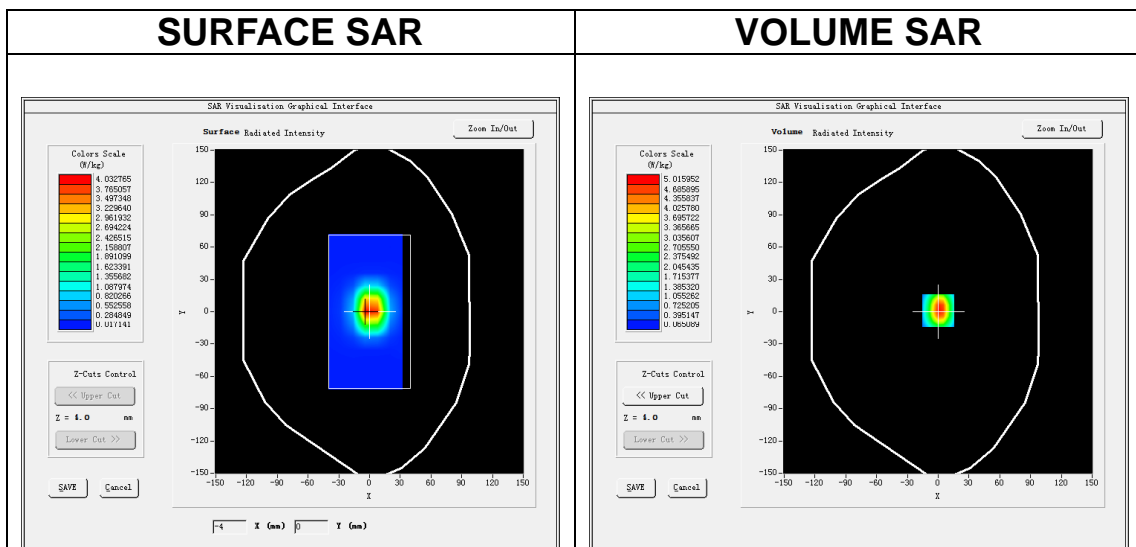 SURFACE SAR
VOLUME SAR
SAR Visualisation Graphical Interface
Surface Radiated Intensity
Zoom In/Out
Colors Scale
(W/kg)
4.032765
3.765057
3.497348
3.229640
2.961932
2.694224
2.426515
2.158807
1.891099
1.623391
1.355682
1.087974
0.820266
0.552558
0.284849
0.017141
150
120
90
60
30
0
-30
-60
-90
-120
-150
Y
-150 -120 -90 -60 -30 0 30 60 90 120 150
X
Z-Cuts Control
<< Upper Cut
Z = 4.0 mm
Lower Cut >>
SAVE
Cancel
-4 X (mm) 0 Y (mm)
SAR Visualisation Graphical Interface
Volume Radiated Intensity
Zoom In/Out
Colors Scale
(W/kg)
5.015952
4.685895
4.355837
4.025780
3.695722
3.365665
3.035607
2.705550
2.375492
2.045435
1.715377
1.385320
1.055262
0.725205
0.395147
0.065089
150
120
90
60
30
0
-30
-60
-90
-120
-150
Y
-150 -120 -90 -60 -30 0 30 60 90 120 150
X
Z-Cuts Control
<< Upper Cut
Z = 4.0 mm
Lower Cut >>
SAVE
Cancel